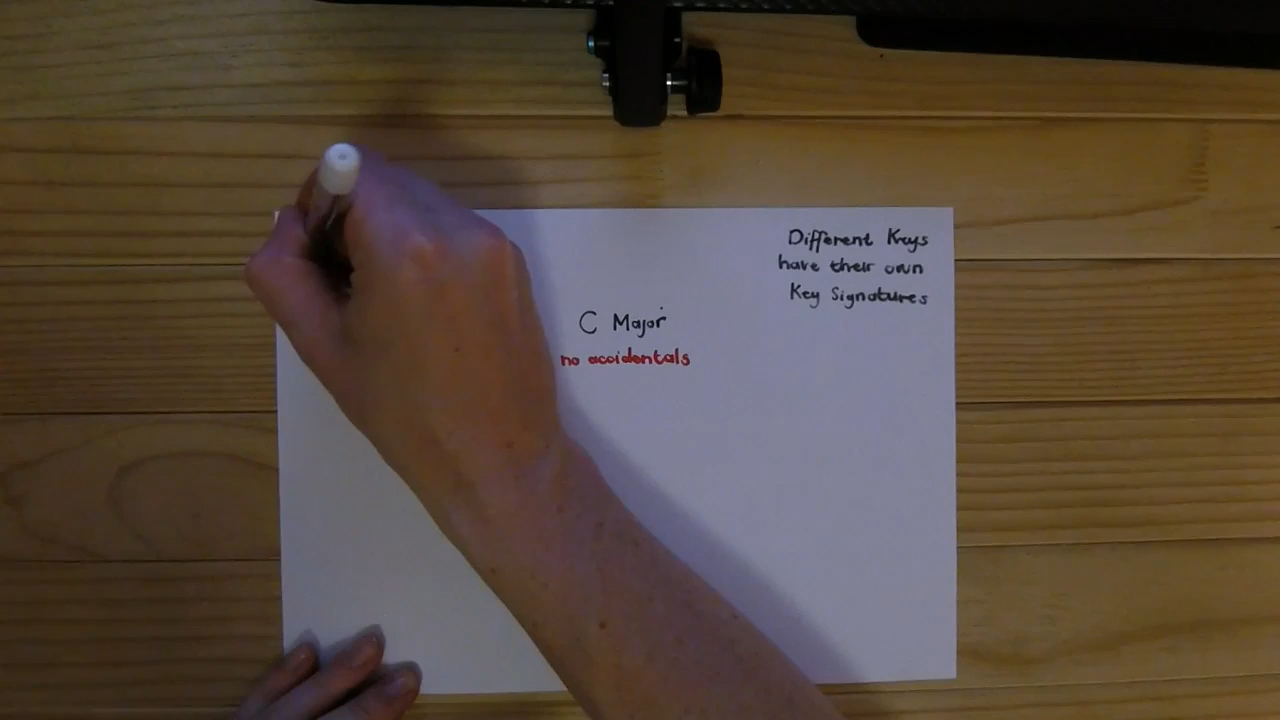 Different Keys
have their own
Key Signatures
C Major
no accidentals